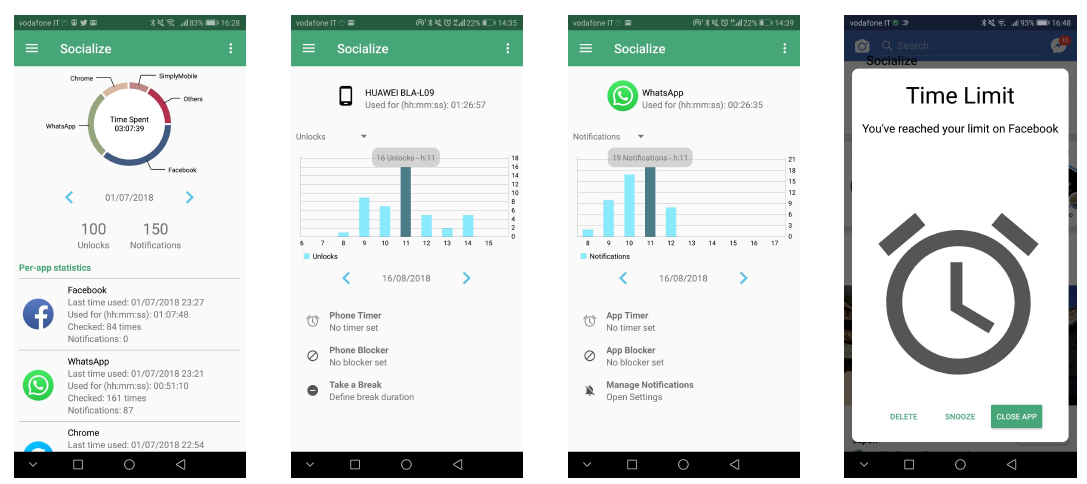 vodafone IT 83% 16:28
Socialize
Chrome
SimplyMobile
Others
WhatsApp
Time Spent
03:07:39
Facebook
01/07/2018
100 150
Unlocks Notifications
Per-app statistics
Facebook
Last time used: 01/07/2018 23:27
Used for (hh:mm:ss): 01:07:48
Checked: 84 times
Notifications: 0
WhatsApp
Last time used: 01/07/2018 23:21
Used for (hh:mm:ss): 00:51:10
Checked: 161 times
Notifications: 87
Chrome
Last time used: 01/07/2018 22:54
vodafone IT 22% 14:35
Socialize
HUAWEI BLA-L09
Used for (hh:mm:ss): 01:26:57
Unlocks
16 Unlocks - h:11
18
16
14
12
10
8
6
4
2
0
6 7 8 9 10 11 12 13 14 15
Unlocks
16/08/2018
Phone Timer
No timer set
Phone Blocker
No blocker set
Take a Break
Define break duration
vodafone IT 22% 14:39
Socialize
WhatsApp
Used for (hh:mm:ss): 00:26:35
Notifications
19 Notifications - h:11
21
18
15
12
9
6
3
0
8 9 10 11 12 13 14 15 16 17
Notifications
16/08/2018
App Timer
No timer set
App Blocker
No blocker set
Manage Notifications
Open Settings
vodafone IT 93% 16:48
Search
11
Socialize
Time Limit
You've reached your limit on Facebook
DELETE SNOOZE CLOSE APP